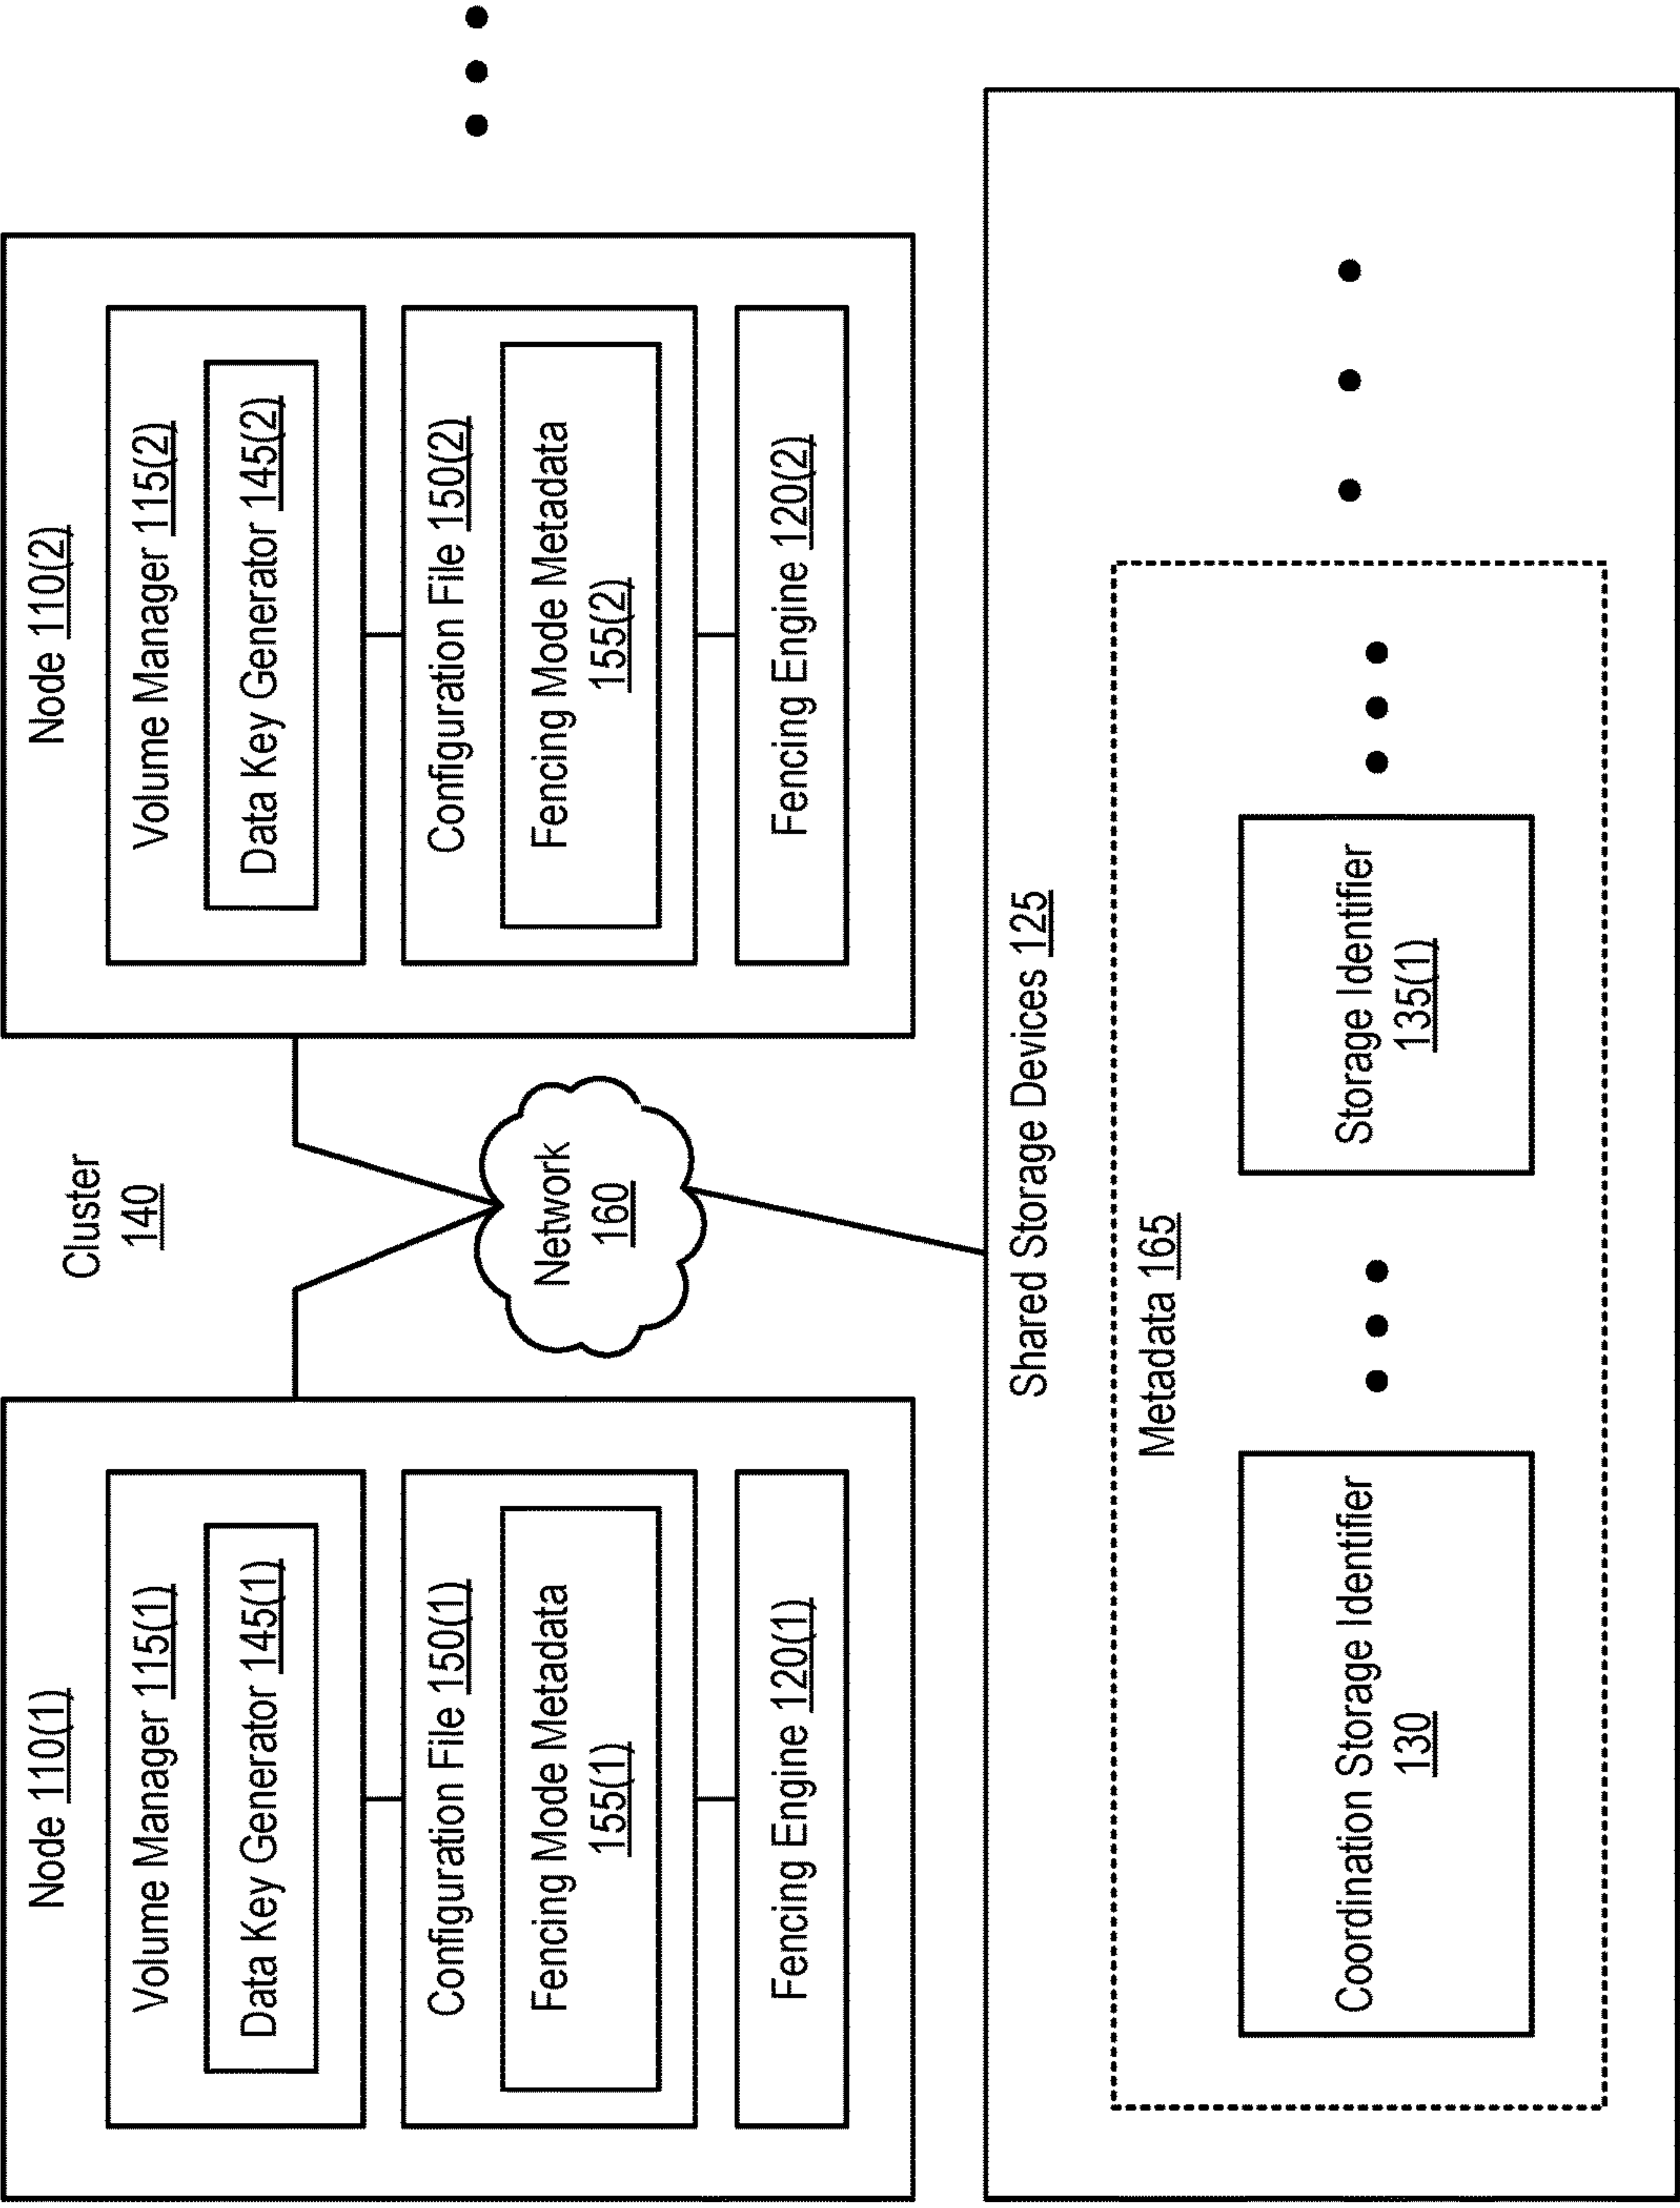 Node 110(1)
Volume Manager 115(1)
Data Key Generator 145(1)
Configuration File 150(1)
Fencing Mode Metadata
155(1)
Fencing Engine 120(1)
Cluster
140
Network
160
Node 110(2)
Volume Manager 115(2)
Data Key Generator 145(2)
Configuration File 150(2)
Fencing Mode Metadata
155(2)
Fencing Engine 120(2)
Shared Storage Devices 125
Metadata 165
Coordination Storage Identifier
130
Storage Identifier
135(1)